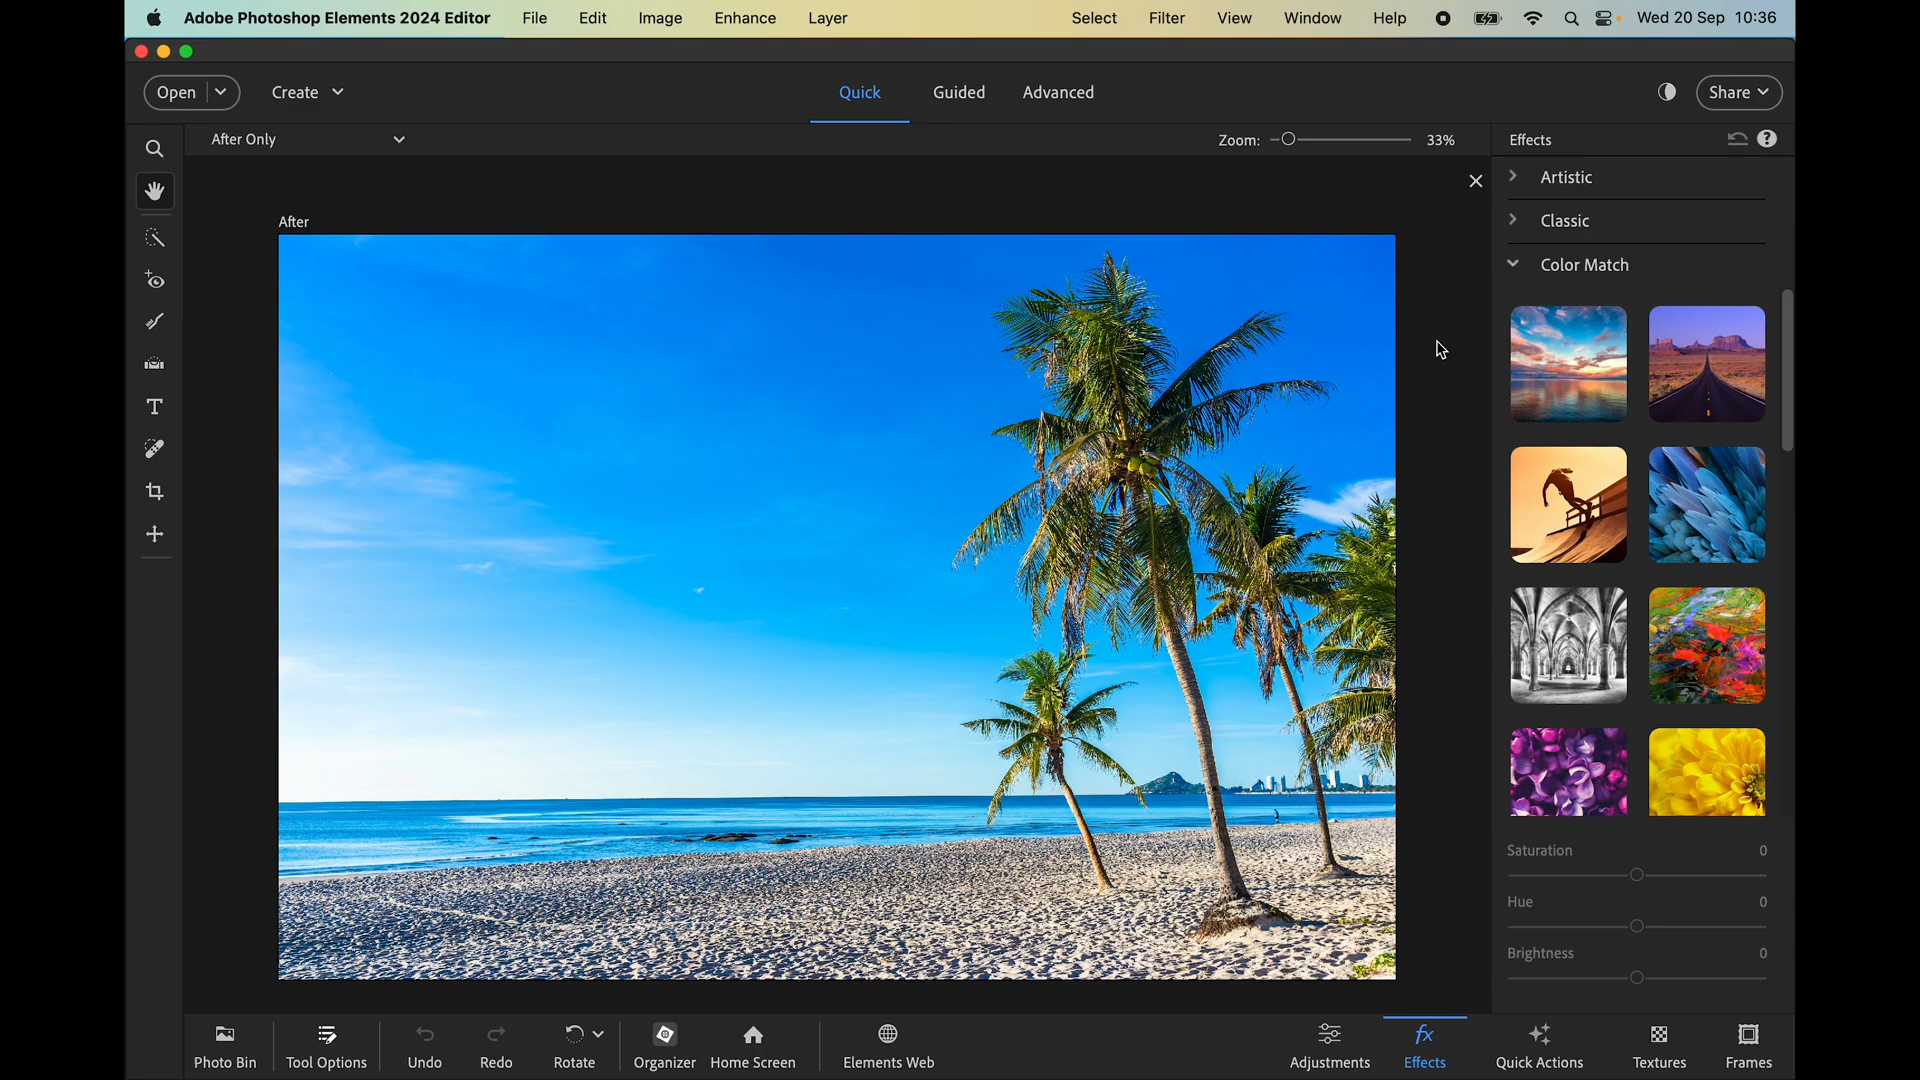 Adobe Photoshop Elements 2024 Editor File Edit Image Enhance Layer Select Filter View Window Help Wed 20 Sep 10:36
Open Create Quick Guided Advanced Share
After Only Zoom: 33% Effects
Artistic
Classic
After
Color Match
Saturation 0
Hue 0
Brightness 0
Photo Bin Tool Options Undo Redo Rotate Organizer Home Screen Elements Web Adjustments Effects Quick Actions Textures Frames